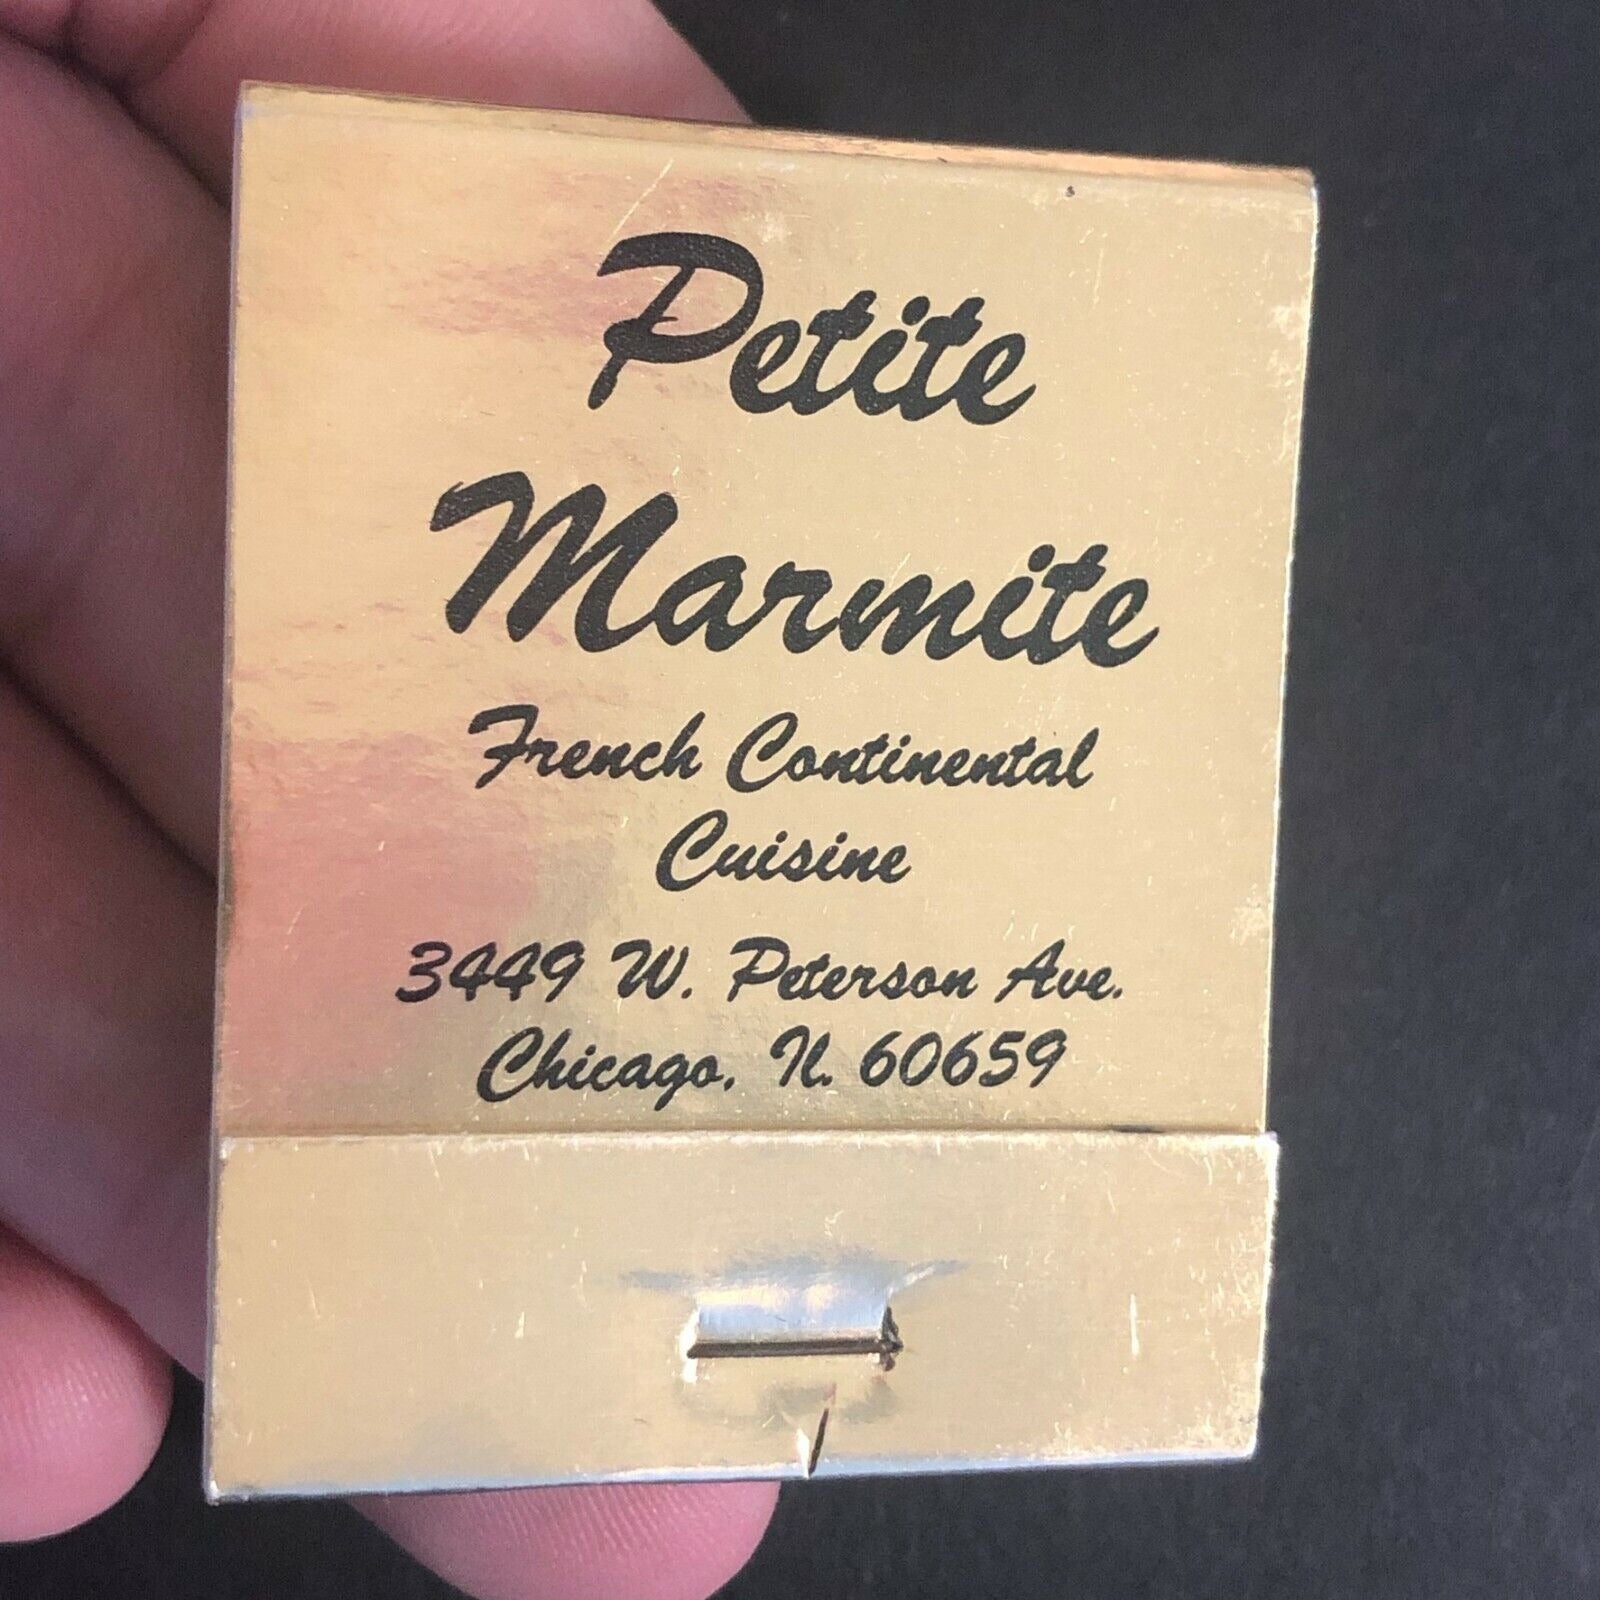 Petite
Marmite
French Continental
Cuisine
3449 W. Peterson Ave.
Chicago, Il. 60659